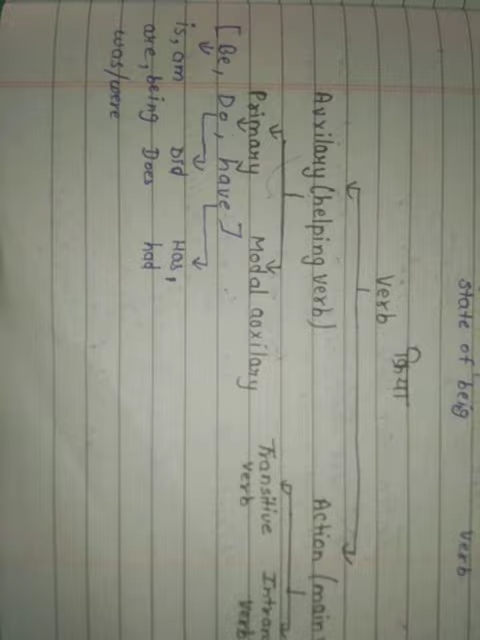 state of beig verb
क्रिया
Verb
Auxilary (helping verb) Action (main
Primary Modal auxilary Transitive Intran
verb verb
[Be, Do, have]
is, am Did Has,
are, being Does had
was/were